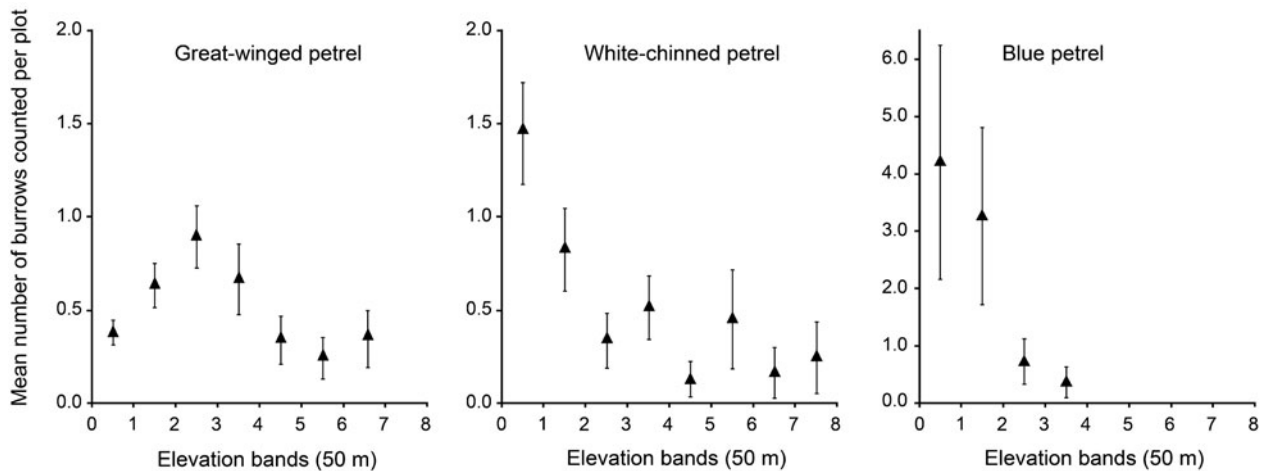 Mean number of burrows counted per plot
Great-winged petrel
2.0
1.5
1.0
0.5
0.0
0 1 2 3 4 5 6 7 8
Elevation bands (50 m)
White-chinned petrel
2.0
1.5
1.0
0.5
0.0
0 1 2 3 4 5 6 7 8
Elevation bands (50 m)
Blue petrel
6.0
5.0
4.0
3.0
2.0
1.0
0.0
0 1 2 3 4 5 6 7 8
Elevation bands (50 m)